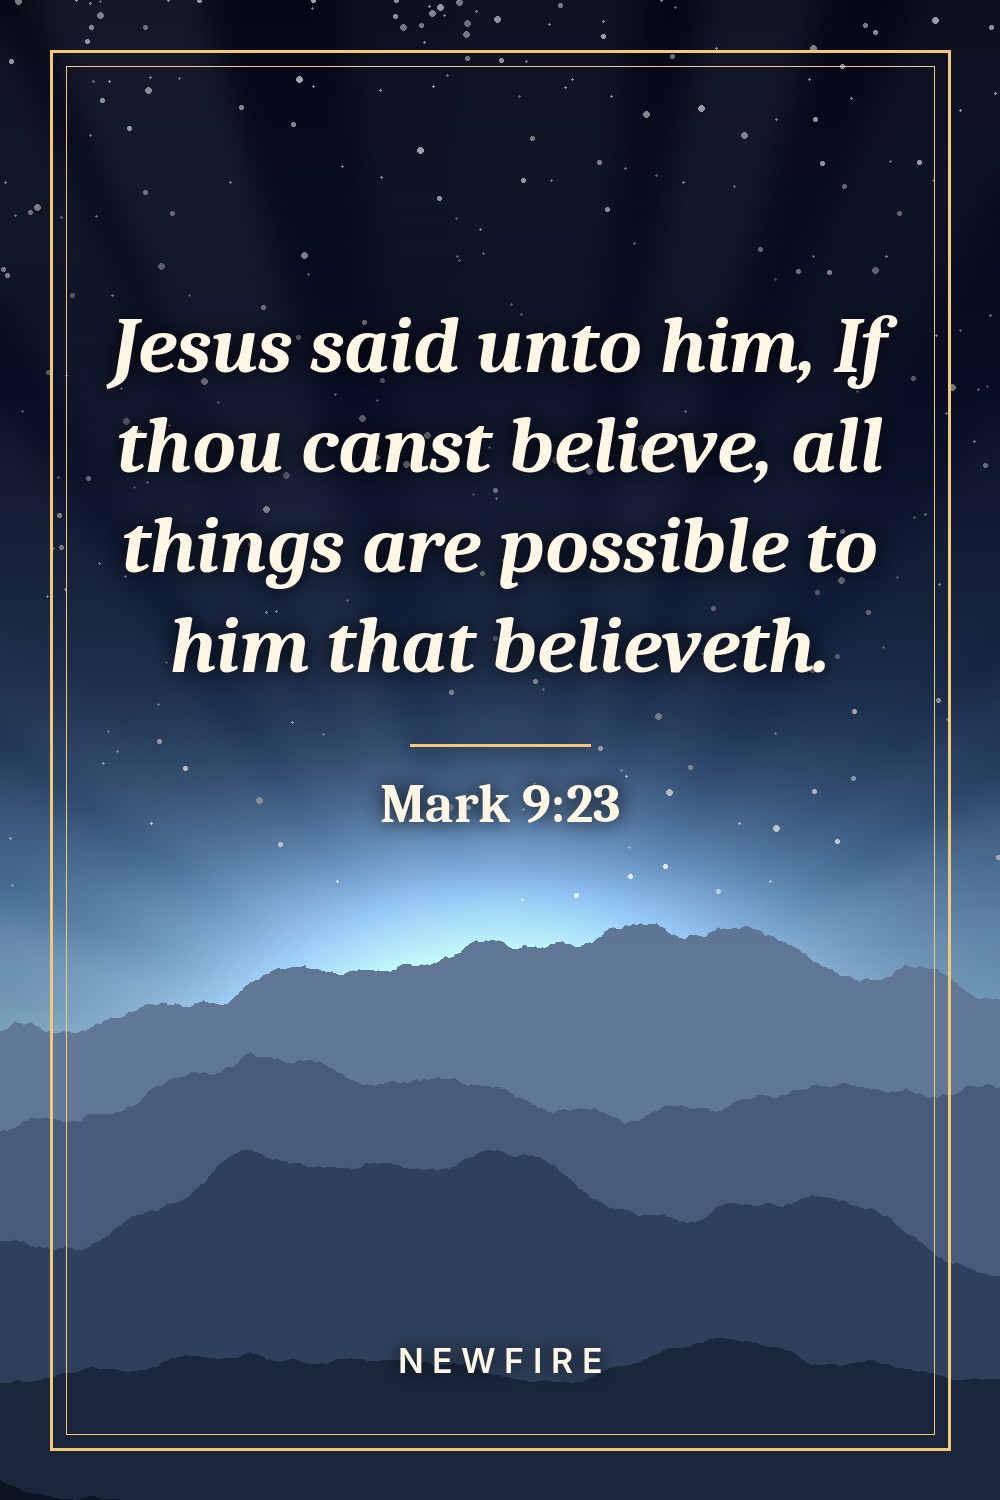 Jesus said unto him, If
thou canst believe, all
things are possible to
him that believeth.
Mark 9:23
NEWFIRE